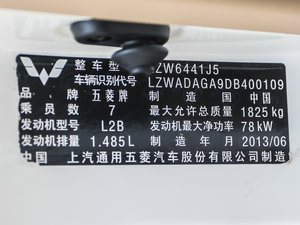 整车型 ZW6441J5
车辆识别代号 LZWADAGA9DB400109
品牌 五菱牌 制造国 中国
乘员数 7 最大允许总质量 1825 kg
发动机型号 L2B 发动机最大净功率 78 kW
发动机排量 1.485L 制造年月 2013/06
中国 上汽通用五菱汽车股份有限公司制造